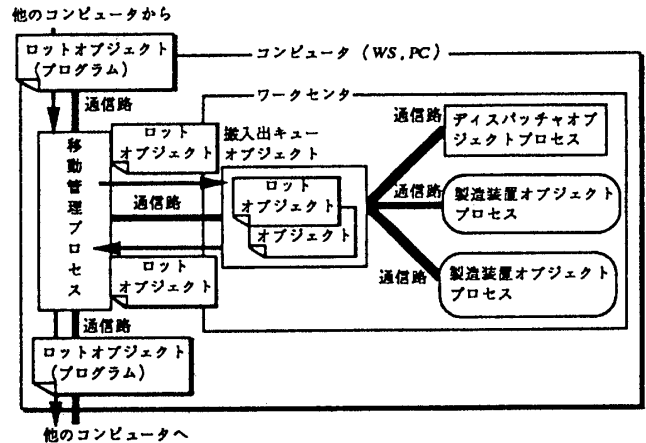 他のコンピュータから
ロットオブジェクト
(プログラム)
コンピュータ (WS,PC)
通信路
ワークセンタ
移動管理プロセス
ロット
オブジェクト
搬入出キュー
オブジェクト
通信路
ディスパッチャオブ
ジェクトプロセス
ロット
オブジェクト
オブジェクト
通信路
通信路
製造装置オブジェクト
プロセス
ロット
オブジェクト
通信路
製造装置オブジェクト
プロセス
通信路
ロットオブジェクト
(プログラム)
他のコンピュータへ